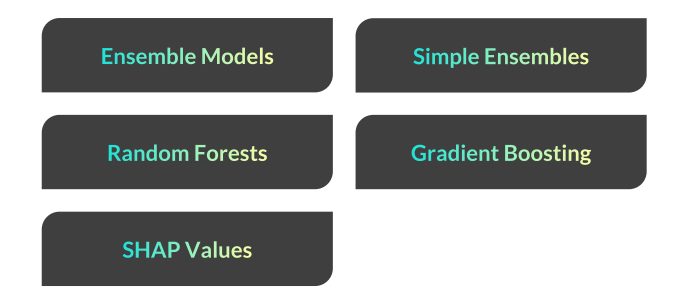 Ensemble Models
Simple Ensembles
Random Forests
Gradient Boosting
SHAP Values